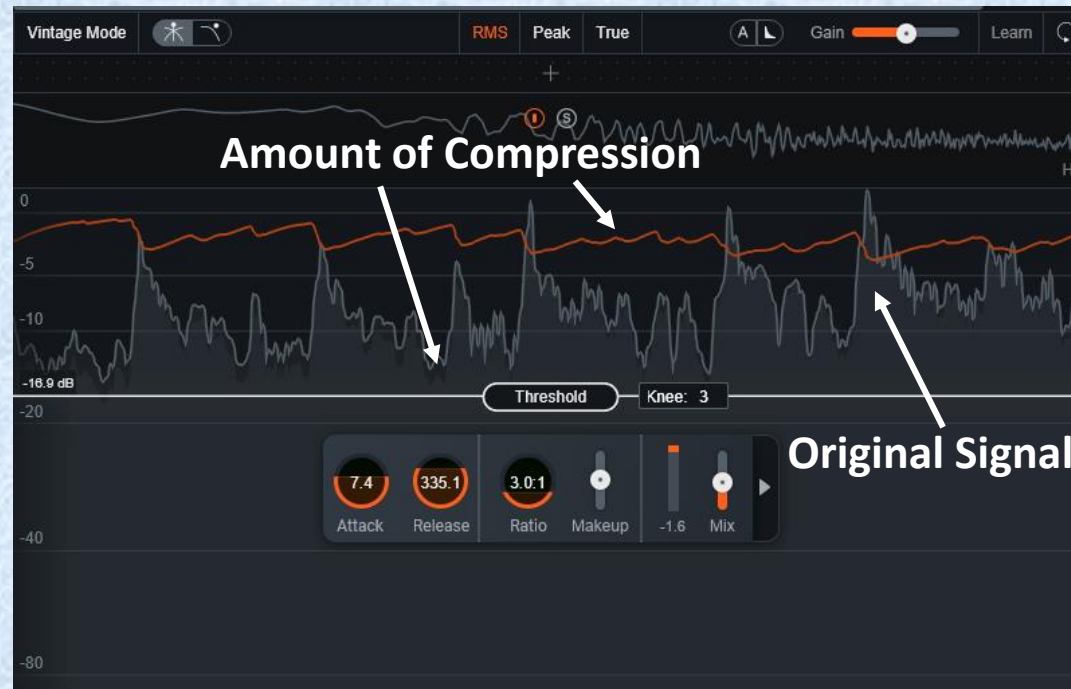 Vintage Mode RMS Peak True A Gain Learn
S
Amount of Compression
H
0
-5
-10
-16.9 dB
Threshold Knee: 3
-20
Original Signal
7.4 335.1 3.0:1
Attack Release Ratio Makeup -1.6 Mix
-40
-80